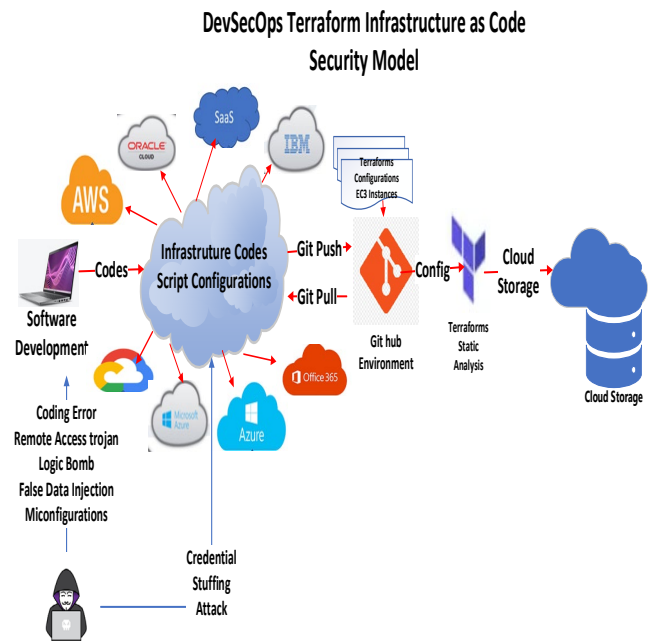 DevSecOps Terraform Infrastructure as Code
Security Model
SaaS
ORACLE
CLOUD
IBM
AWS
Terraforms
Configurations
EC3 Instances
Infrastruture Codes
Script Configurations
Codes
Git Push
Git Pull
Config
Cloud
Storage
Software
Development
Git hub
Environment
Terraforms
Static
Analysis
Cloud Storage
Office 365
Microsoft
Azure
Azure
Coding Error
Remote Access trojan
Logic Bomb
False Data Injection
Miconfigurations
Credential
Stuffing
Attack